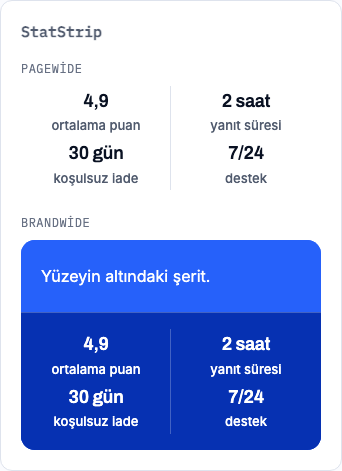 StatStrip
PAGEWİDE
4,9
ortalama puan
2 saat
yanıt süresi
30 gün
koşulsuz iade
7/24
destek
BRANDWİDE
Yüzeyin altındaki şerit.
4,9
ortalama puan
2 saat
yanıt süresi
30 gün
koşulsuz iade
7/24
destek